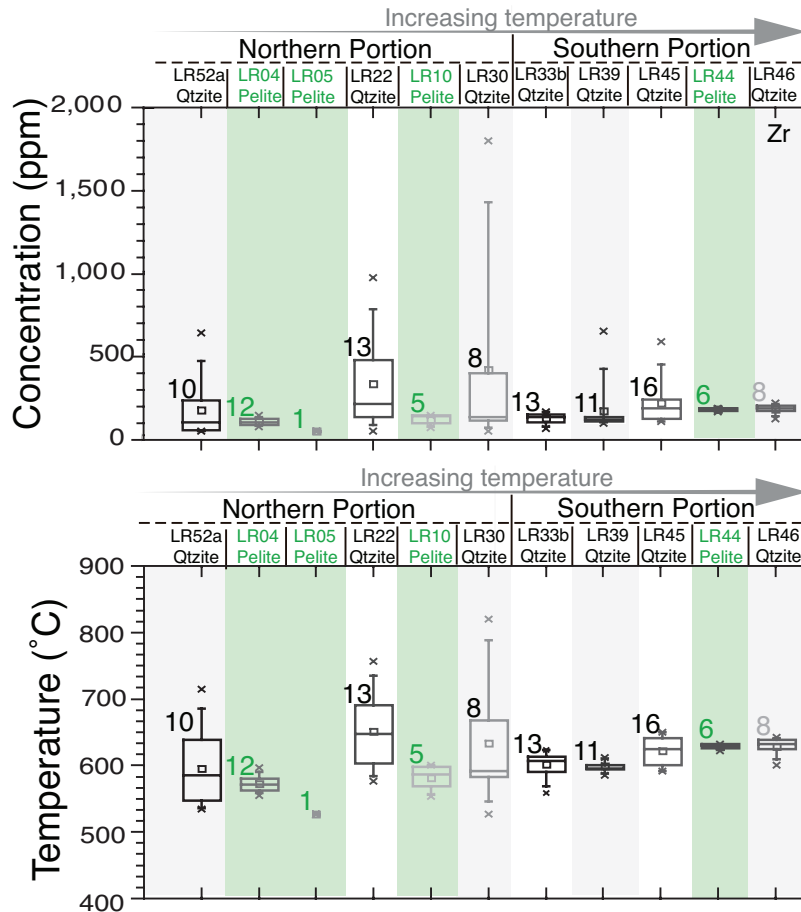 Increasing temperature
Northern Portion Southern Portion
LR52a LR04 LR05 LR22 LR10 LR30 LR33b LR39 LR45 LR44 LR46
Qtzite Pelite Pelite Qtzite Pelite Qtzite Qtzite Qtzite Qtzite Pelite Qtzite
Concentration (ppm)
2,000
1,500
1,000
500
0
Zr
10 12 1 13 5 8 13 11 16 6 8
Increasing temperature
Northern Portion Southern Portion
LR52a LR04 LR05 LR22 LR10 LR30 LR33b LR39 LR45 LR44 LR46
Qtzite Pelite Pelite Qtzite Pelite Qtzite Qtzite Qtzite Qtzite Pelite Qtzite
Temperature (˚C)
900
800
700
600
500
400
10 12 1 13 5 8 13 11 16 6 8